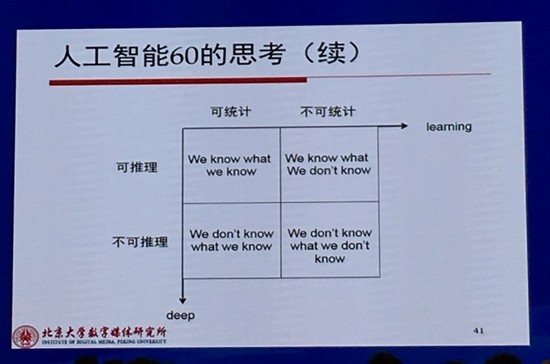 人工智能60的思考（续）
可统计 不可统计
learning
可推理
We know what
we know
We know what
We don't know
不可推理
We don't know
what we know
We don't know
what we don't
know
deep
北京大学数字媒体研究所
INSTITUTE OF DIGITAL MEDIA, PEKING UNIVERSITY
41